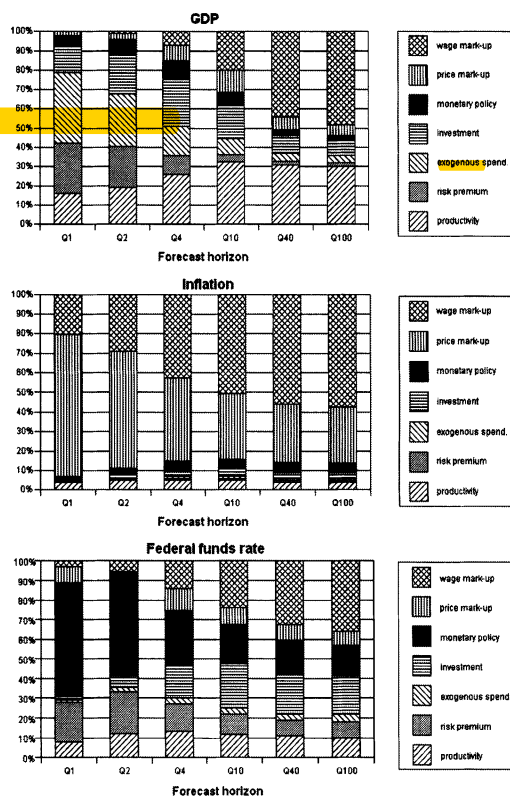 GDP
100%
90%
80%
70%
60%
50%
40%
30%
20%
10%
0%
Q1 Q2 Q4 Q10 Q40 Q100
Forecast horizon
wage mark-up
price mark-up
monetary policy
investment
exogenous spend.
risk premium
productivity
Inflation
100%
90%
80%
70%
60%
50%
40%
30%
20%
10%
0%
Q1 Q2 Q4 Q10 Q40 Q100
Forecast horizon
wage mark-up
price mark-up
monetary policy
investment
exogenous spend.
risk premium
productivity
Federal funds rate
100%
90%
80%
70%
60%
50%
40%
30%
20%
10%
0%
Q1 Q2 Q4 Q10 Q40 Q100
Forecast horizon
wage mark-up
price mark-up
monetary policy
investment
exogenous spend
risk premium
productivity